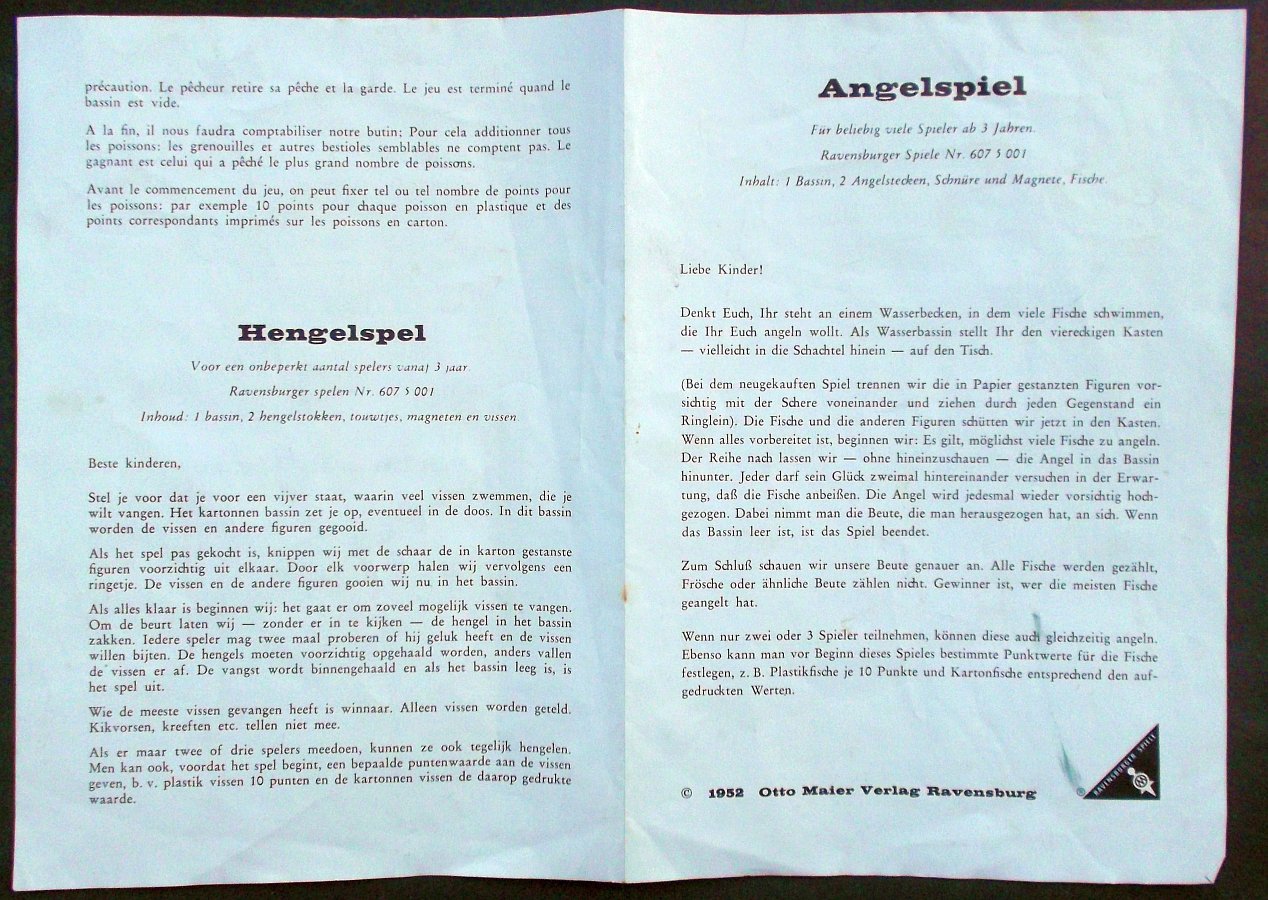 précaution. Le pêcheur retire sa pêche et la garde. Le jeu est terminé quand le
bassin est vide.
A la fin, il nous faudra comptabiliser notre butin: Pour cela additionner tous
les poissons: les grenouilles et autres bestioles semblables ne comptent pas. Le
gagnant est celui qui a pêché le plus grand nombre de poissons.
Avant le commencement du jeu, on peut fixer tel ou tel nombre de points pour
les poissons: par exemple 10 points pour chaque poisson en plastique et des
points correspondants imprimés sur les poissons en carton.
Hengelspel
Voor een onbeperkt aantal spelers vanaf 3 jaar.
Ravensburger spelen Nr. 607 5 001
Inhoud: 1 bassin, 2 hengelstokken, touwtjes, magneten en vissen.
Beste kinderen,
Stel je voor dat je voor een vijver staat, waarin veel vissen zwemmen, die je
wilt vangen. Het kartonnen bassin zet je op, eventueel in de doos. In dit bassin
worden de vissen en andere figuren gegooid.
Als het spel pas gekocht is, knippen wij met de schaar de in karton gestanste
figuren voorzichtig uit elkaar. Door elk voorwerp halen wij vervolgens een
ringetje. De vissen en de andere figuren gooien wij nu in het bassin.
Als alles klaar is beginnen wij: het gaat er om zoveel mogelijk vissen te vangen.
Om de beurt laten wij — zonder er in te kijken — de hengel in het bassin
zakken. Iedere speler mag twee maal proberen of hij geluk heeft en de vissen
willen bijten. De hengels moeten voorzichtig opgehaald worden, anders vallen
de vissen er af. De vangst wordt binnengehaald en als het bassin leeg is, is
het spel uit.
Wie de meeste vissen gevangen heeft is winnaar. Alleen vissen worden geteld.
Kikvorsen, kreeften etc. tellen niet mee.
Als er maar twee of drie spelers meedoen, kunnen ze ook tegelijk hengelen.
Men kan ook, voordat het spel begint, een bepaalde puntenwaarde aan de vissen
geven, b. v. plastik vissen 10 punten en de kartonnen vissen de daarop gedrukte
waarde.
Angelspiel
Für beliebig viele Spieler ab 3 Jahren.
Ravensburger Spiele Nr. 607 5 001
Inhalt: 1 Bassin, 2 Angelstecken, Schnüre und Magnete, Fische.
Liebe Kinder!
Denkt Euch, Ihr steht an einem Wasserbecken, in dem viele Fische schwimmen,
die Ihr Euch angeln wollt. Als Wasserbassin stellt Ihr den viereckigen Kasten
— vielleicht in die Schachtel hinein — auf den Tisch.
(Bei dem neugekauften Spiel trennen wir die in Papier gestanzten Figuren vor-
sichtig mit der Schere voneinander und ziehen durch jeden Gegenstand ein
Ringlein). Die Fische und die anderen Figuren schütten wir jetzt in den Kasten.
Wenn alles vorbereitet ist, beginnen wir: Es gilt, möglichst viele Fische zu angeln.
Der Reihe nach lassen wir — ohne hineinzuschauen — die Angel in das Bassin
hinunter. Jeder darf sein Glück zweimal hintereinander versuchen in der Erwar-
tung, daß die Fische anbeißen. Die Angel wird jedesmal wieder vorsichtig hoch-
gezogen. Dabei nimmt man die Beute, die man herausgezogen hat, an sich. Wenn
das Bassin leer ist, ist das Spiel beendet.
Zum Schluß schauen wir unsere Beute genauer an. Alle Fische werden gezählt,
Frösche oder ähnliche Beute zählen nicht. Gewinner ist, wer die meisten Fische
geangelt hat.
Wenn nur zwei oder 3 Spieler teilnehmen, können diese auch gleichzeitig angeln.
Ebenso kann man vor Beginn dieses Spieles bestimmte Punktwerte für die Fische
festlegen, z. B. Plastikfische je 10 Punkte und Kartonfische entsprechend den auf-
gedruckten Werten.
© 1952 Otto Maier Verlag Ravensburg
® RAVENSBURGER SPIELE